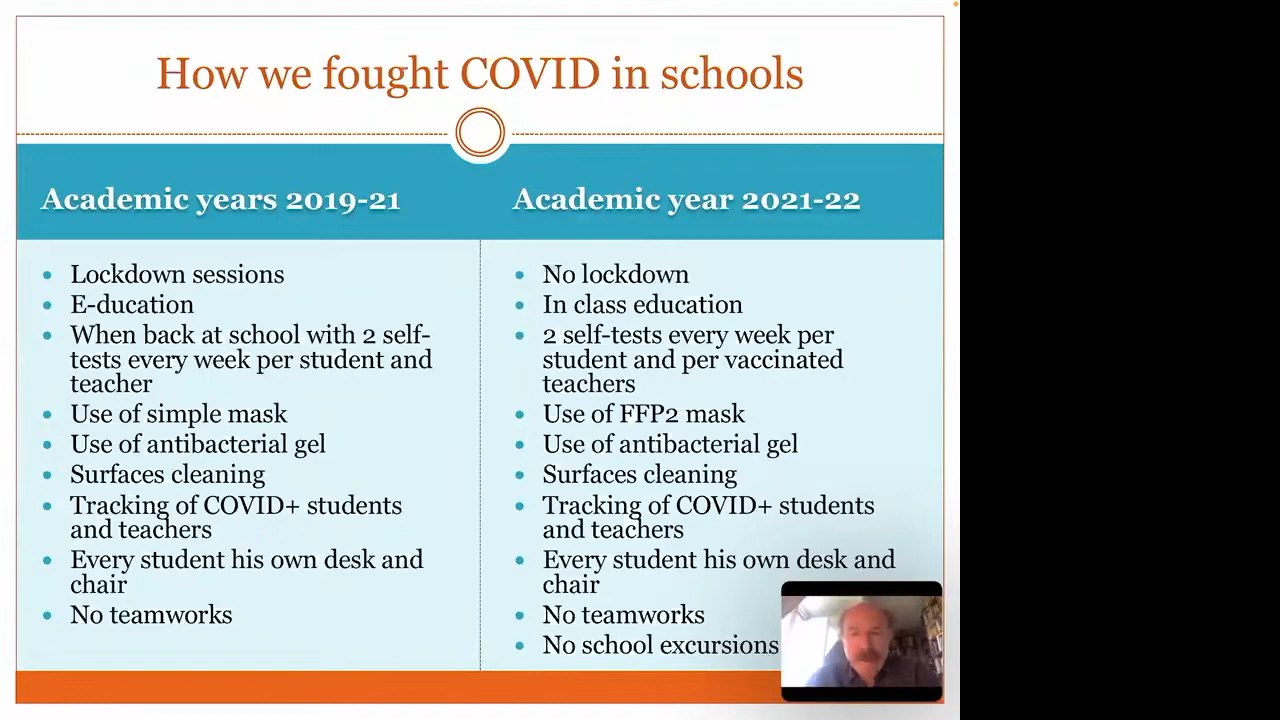 How we fought COVID in schools
Academic years 2019-21
Lockdown sessions
E-ducation
When back at school with 2 self-
tests every week per student and
teacher
Use of simple mask
Use of antibacterial gel
Surfaces cleaning
Tracking of COVID+ students
and teachers
Every student his own desk and
chair
No teamworks
Academic year 2021-22
No lockdown
In class education
2 self-tests every week per
student and per vaccinated
teachers
Use of FFP2 mask
Use of antibacterial gel
Surfaces cleaning
Tracking of COVID+ students
and teachers
Every student his own desk and
chair
No teamworks
No school excursions